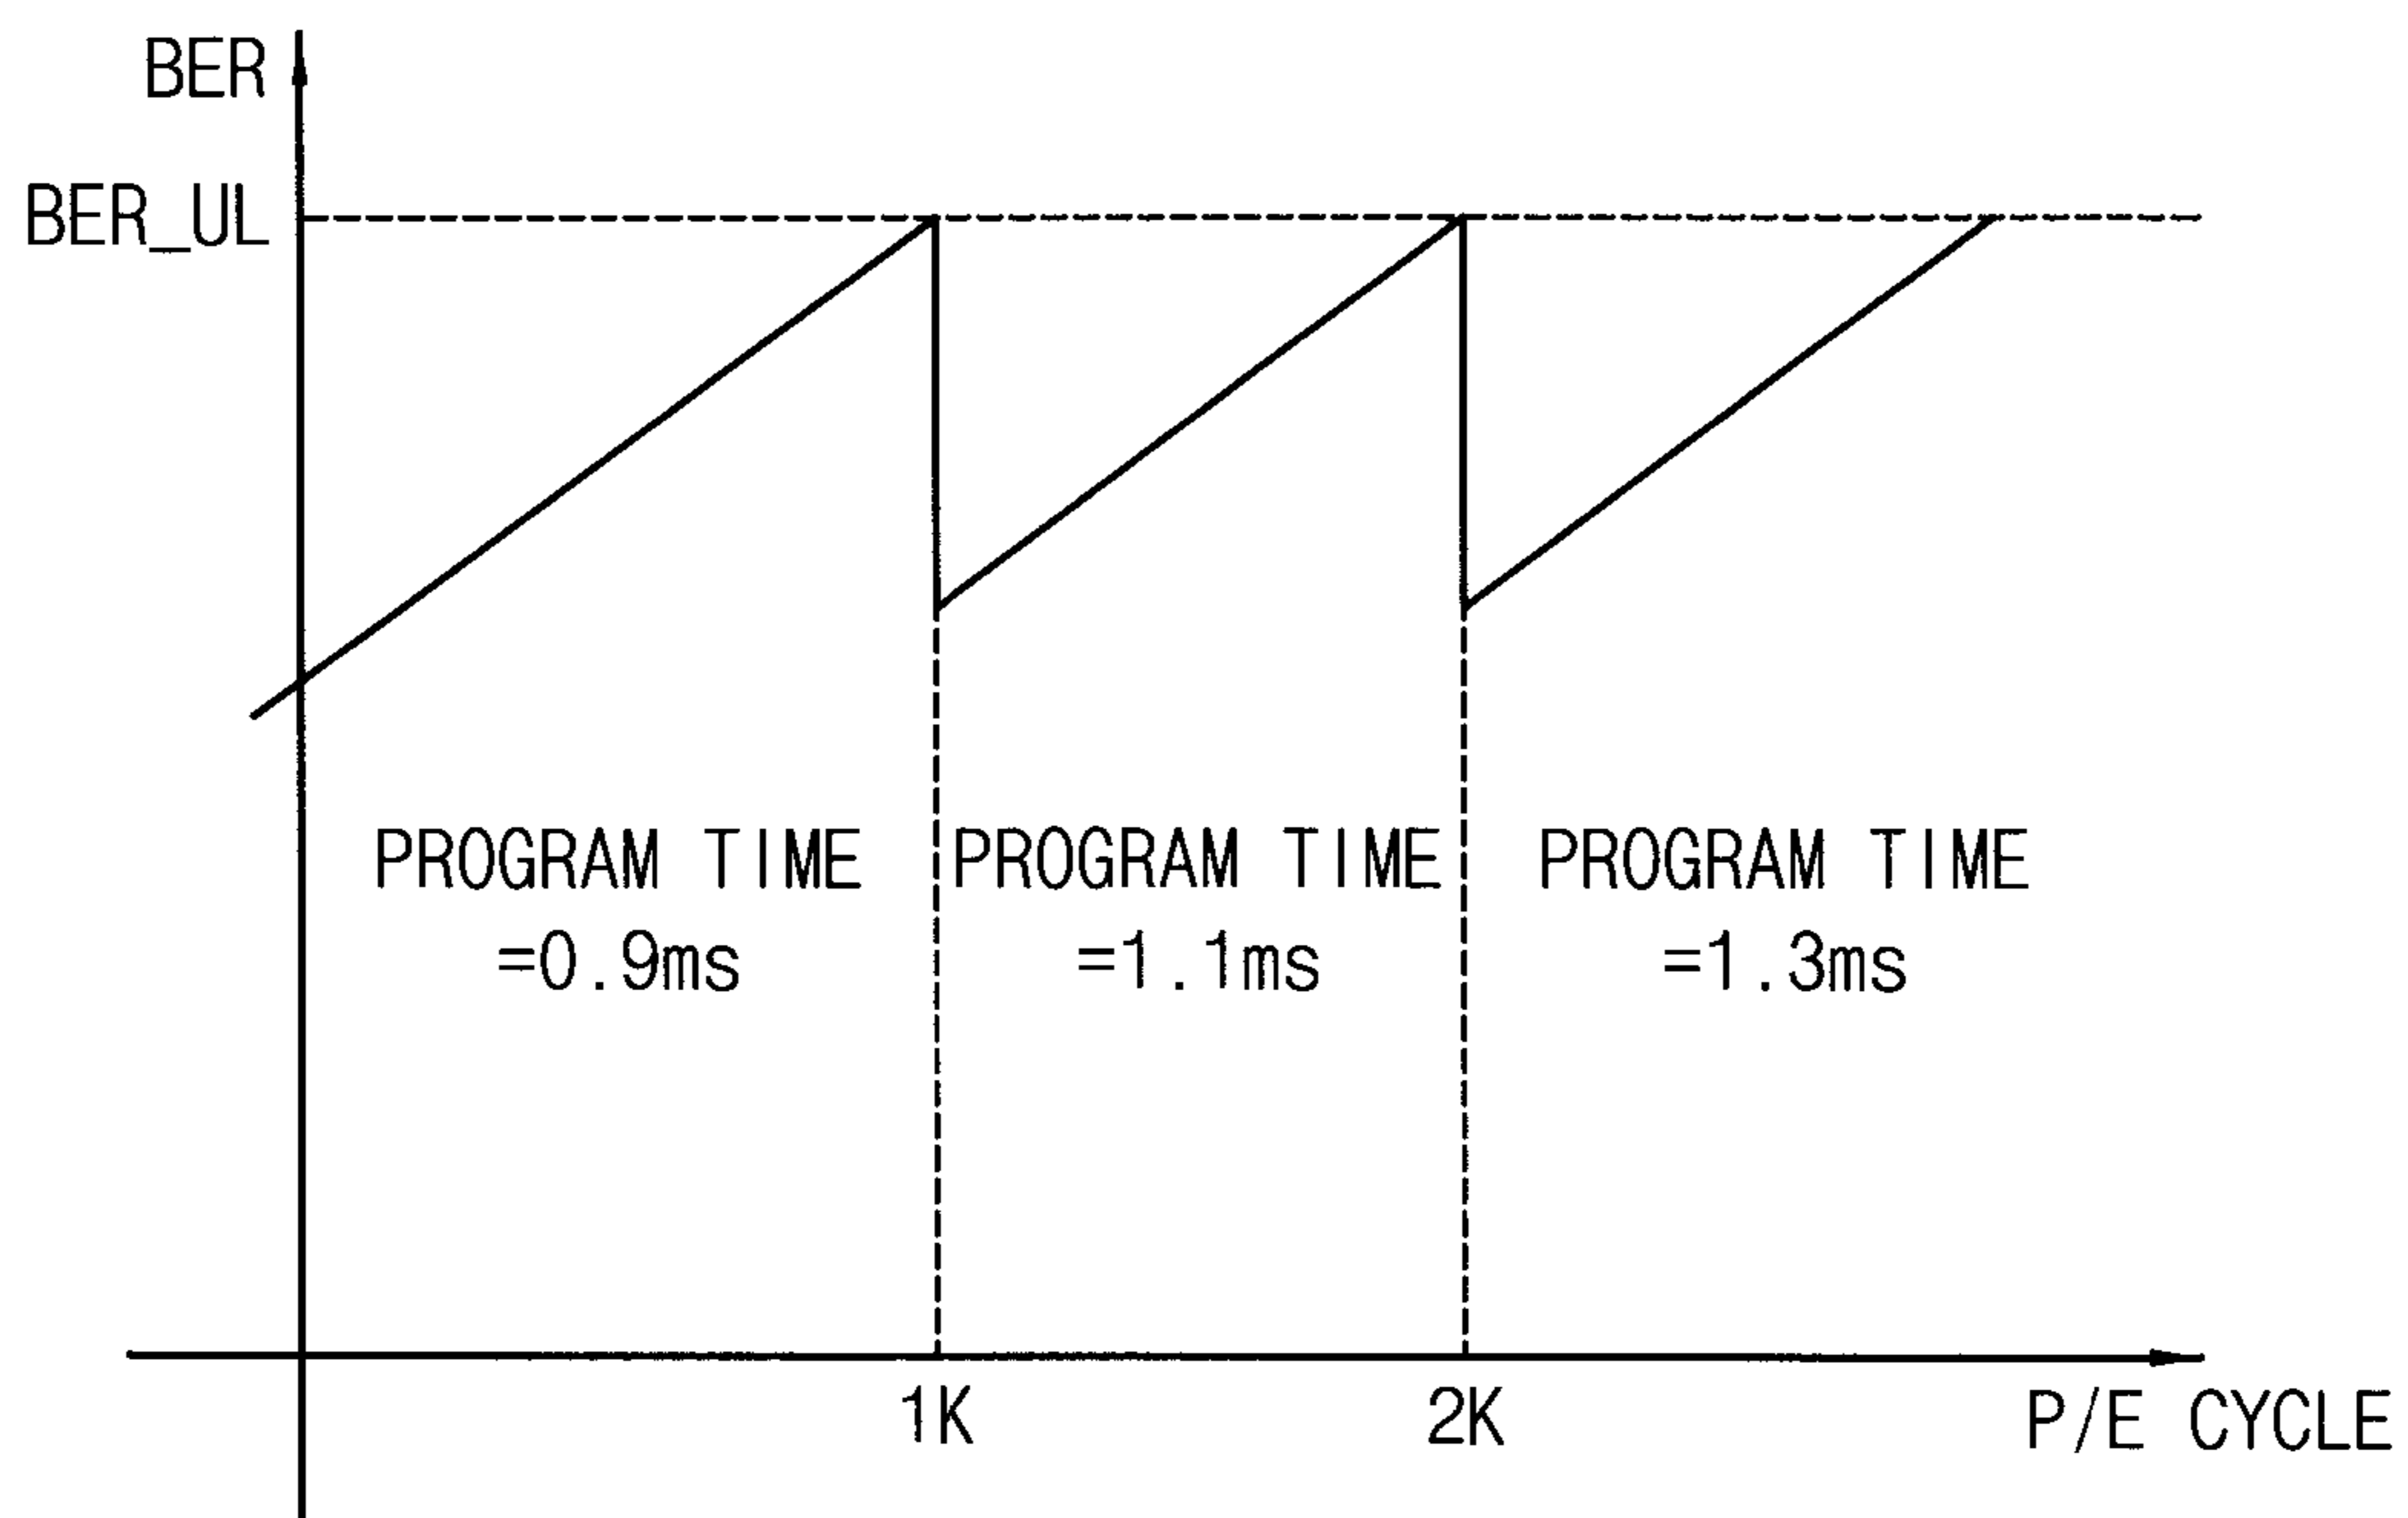 BER
BER_UL
PROGRAM TIME
=0.9ms
PROGRAM TIME
=1.1ms
PROGRAM TIME
=1.3ms
1K
2K
P/E CYCLE